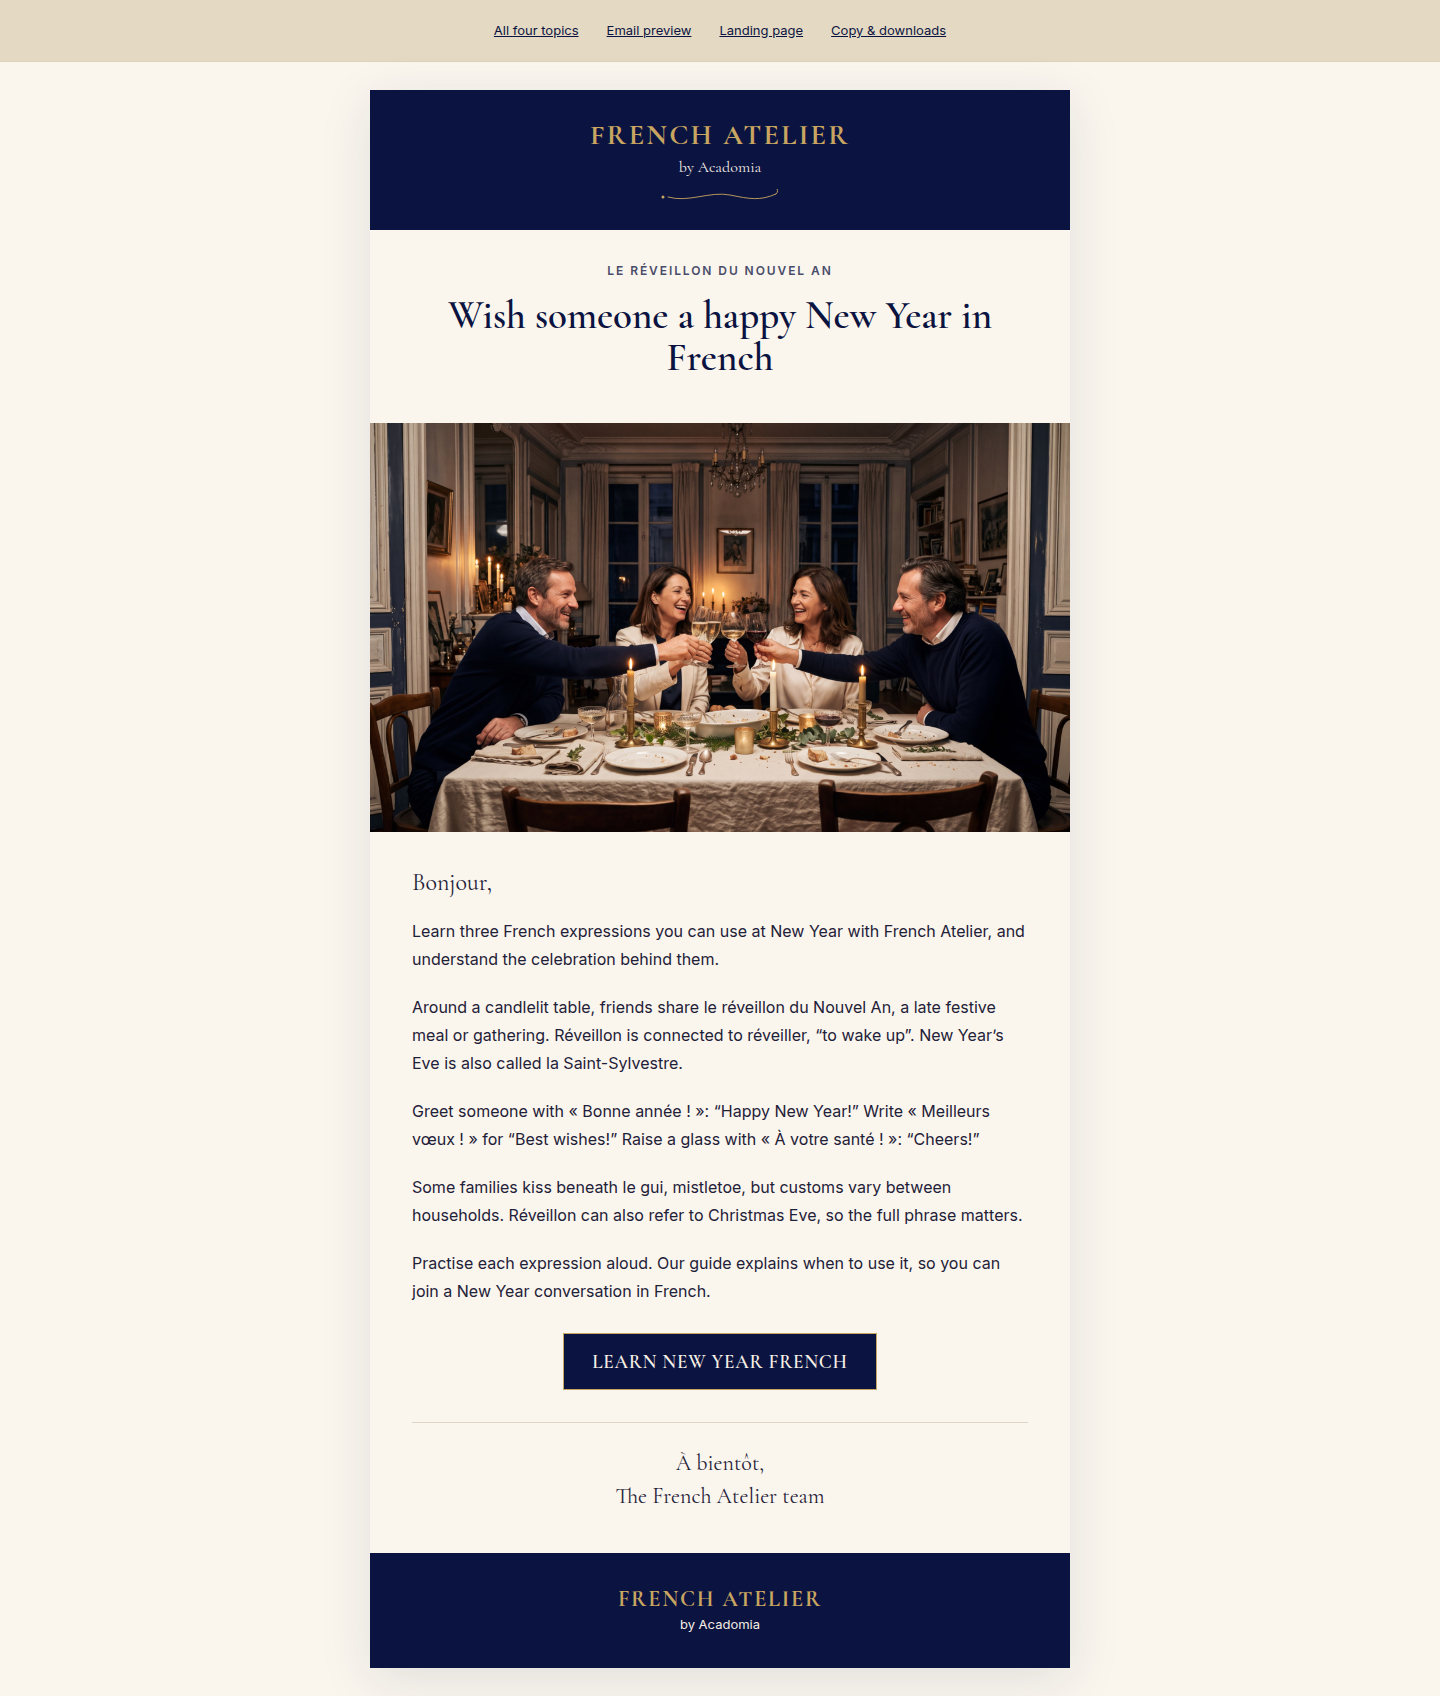 All four topics Email preview Landing page Copy & downloads
FRENCH ATELIER
by Acadomia
LE RÉVEILLON DU NOUVEL AN
Wish someone a happy New Year in
French
Bonjour,
Learn three French expressions you can use at New Year with French Atelier, and
understand the celebration behind them.
Around a candlelit table, friends share le réveillon du Nouvel An, a late festive
meal or gathering. Réveillon is connected to réveiller, “to wake up”. New Year’s
Eve is also called la Saint-Sylvestre.
Greet someone with « Bonne année ! »: “Happy New Year!” Write « Meilleurs
vœux ! » for “Best wishes!” Raise a glass with « À votre santé ! »: “Cheers!”
Some families kiss beneath le gui, mistletoe, but customs vary between
households. Réveillon can also refer to Christmas Eve, so the full phrase matters.
Practise each expression aloud. Our guide explains when to use it, so you can
join a New Year conversation in French.
LEARN NEW YEAR FRENCH
À bientôt,
The French Atelier team
FRENCH ATELIER
by Acadomia